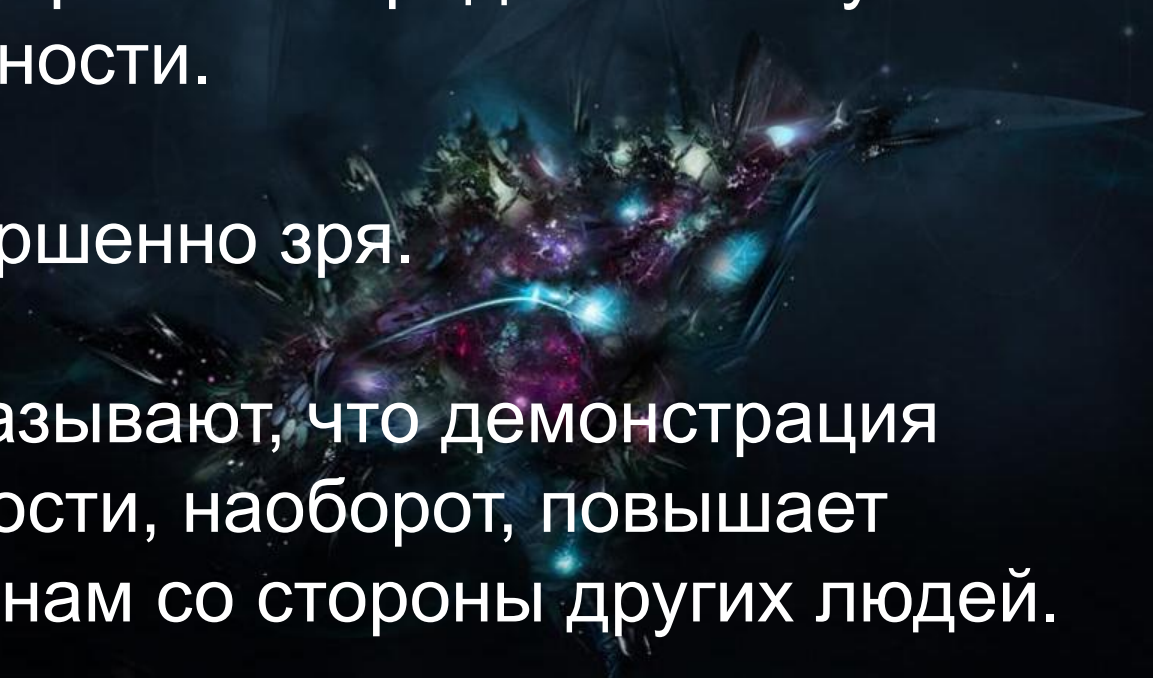 ности.
ршенно зря.
азывают, что демонстрация
ости, наоборот, повышает
нам со стороны других людей.